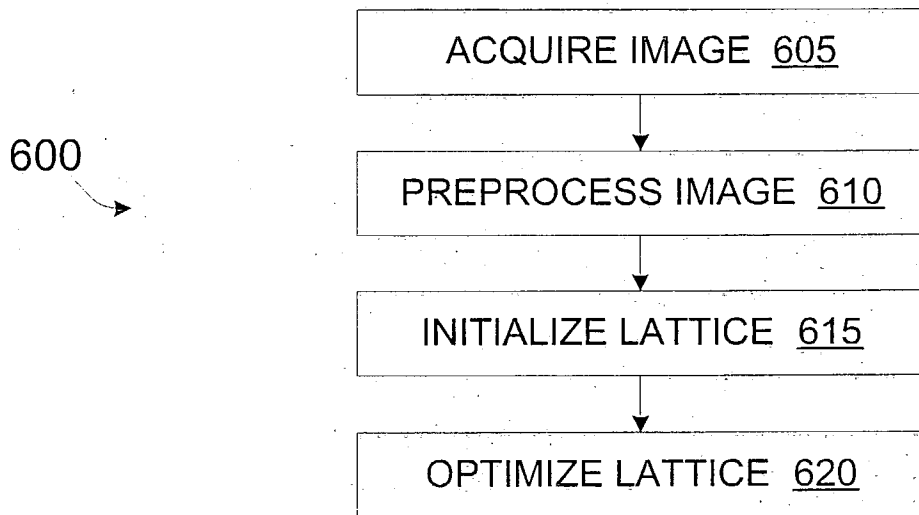 ACQUIRE IMAGE 605
600
PREPROCESS IMAGE 610
INITIALIZE LATTICE 615
OPTIMIZE LATTICE 620